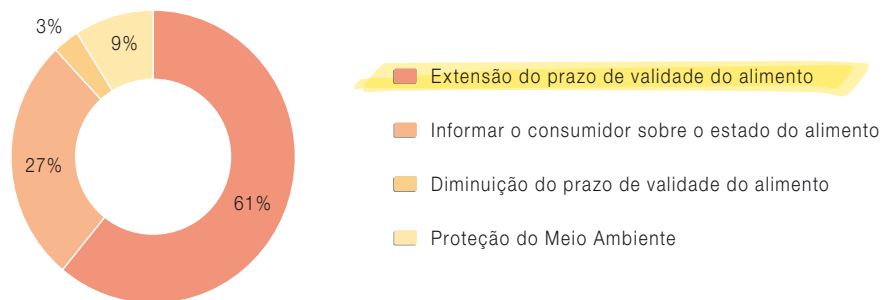 3%
9%
27%
61%
Extensão do prazo de validade do alimento
Informar o consumidor sobre o estado do alimento
Diminuição do prazo de validade do alimento
Proteção do Meio Ambiente